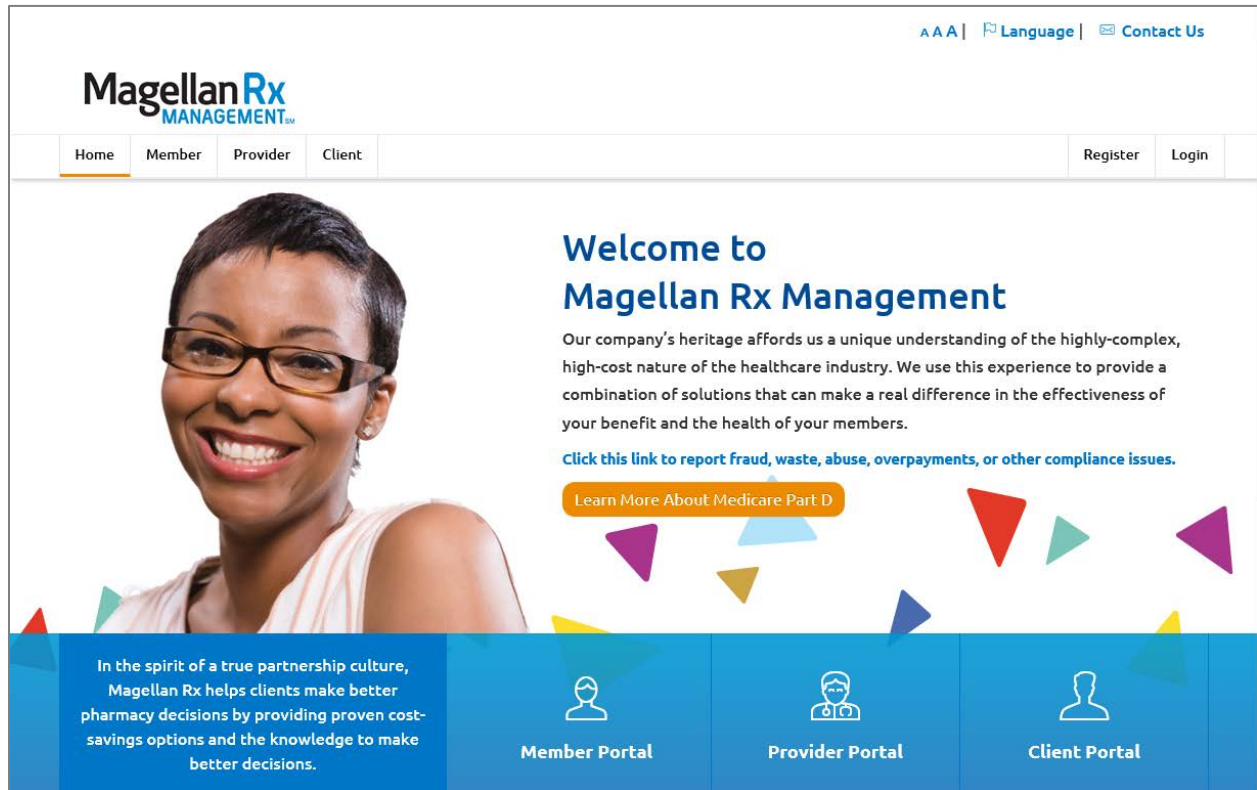 A A A | Language | Contact Us
Magellan Rx
MANAGEMENT SM
Home Member Provider Client Register Login
Welcome to
Magellan Rx Management
Our company's heritage affords us a unique understanding of the highly-complex,
high-cost nature of the healthcare industry. We use this experience to provide a
combination of solutions that can make a real difference in the effectiveness of
your benefit and the health of your members.
Click this link to report fraud, waste, abuse, overpayments, or other compliance issues.
Learn More About Medicare Part D
In the spirit of a true partnership culture,
Magellan Rx helps clients make better
pharmacy decisions by providing proven cost-
savings options and the knowledge to make
better decisions.
Member Portal
Provider Portal
Client Portal